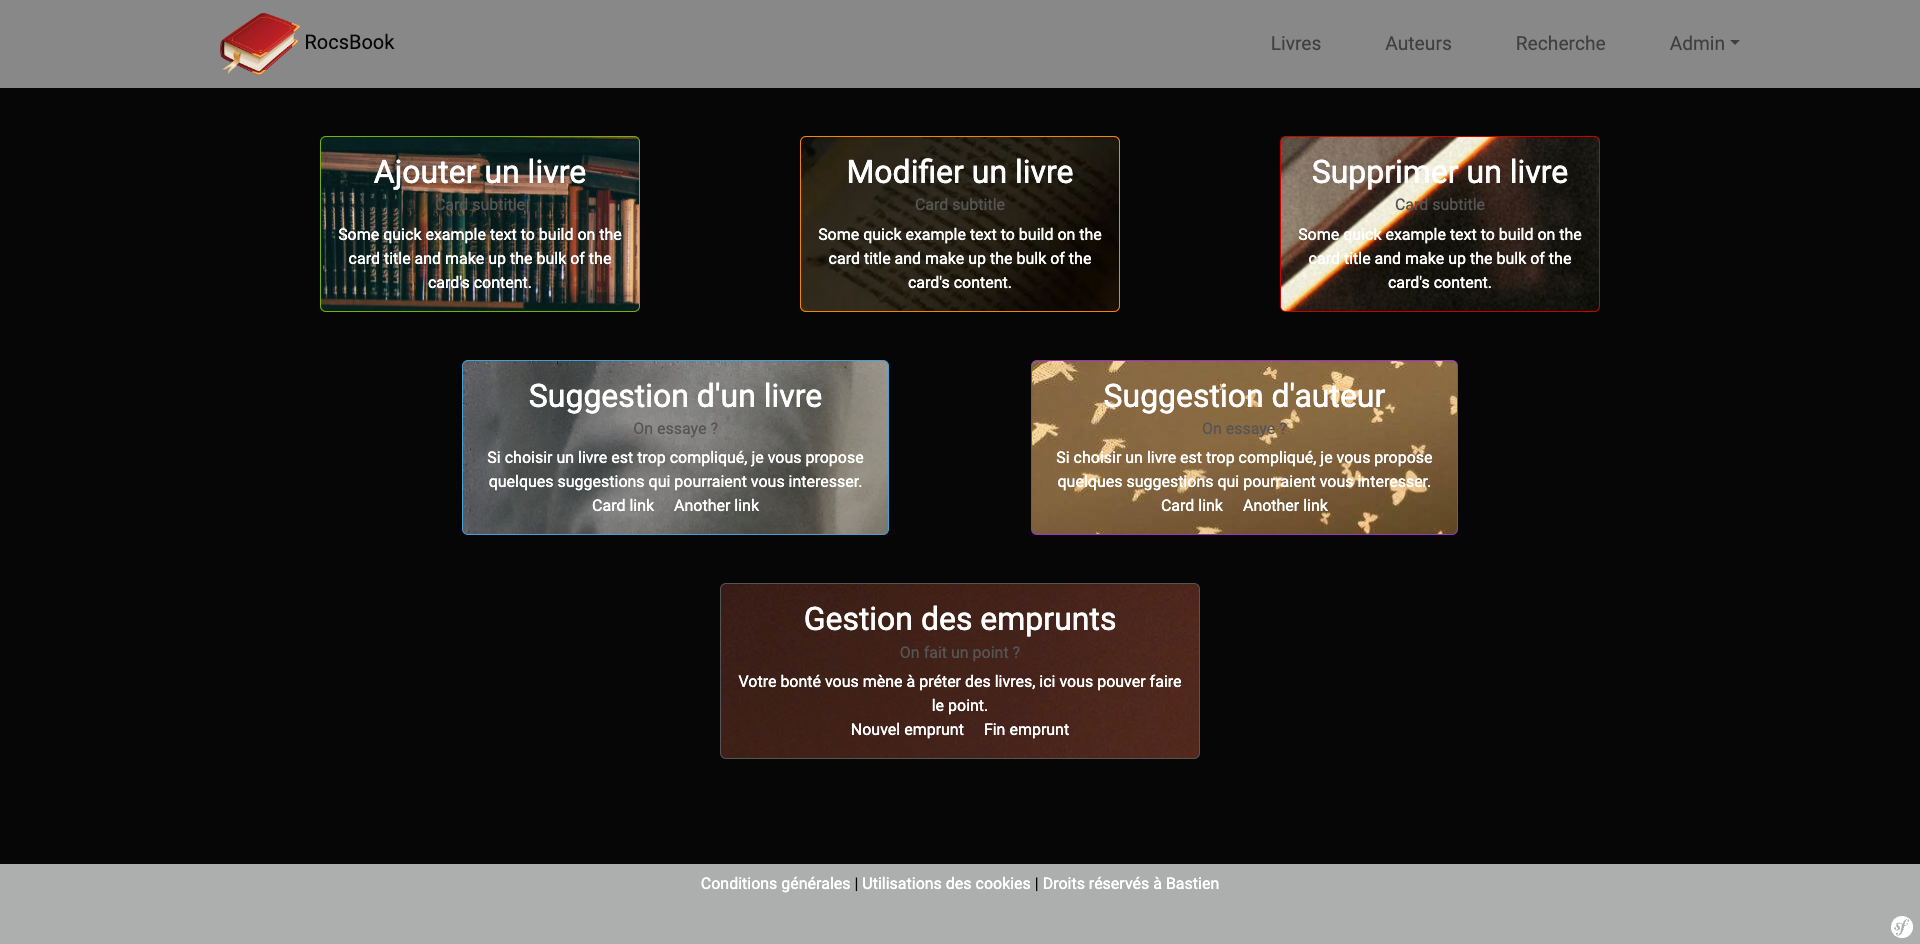 RocsBook
Livres
Auteurs
Recherche
Admin
Ajouter un livre
Card subtitle
Some quick example text to build on the
card title and make up the bulk of the
card's content.
Modifier un livre
Card subtitle
Some quick example text to build on the
card title and make up the bulk of the
card's content.
Supprimer un livre
Card subtitle
Some quick example text to build on the
card title and make up the bulk of the
card's content.
Suggestion d'un livre
On essaye ?
Si choisir un livre est trop compliqué, je vous propose
quelques suggestions qui pourraient vous interesser.
Card link Another link
Suggestion d'auteur
On essaye ?
Si choisir un livre est trop compliqué, je vous propose
quelques suggestions qui pourraient vous interesser.
Card link Another link
Gestion des emprunts
On fait un point ?
Votre bonté vous mène à préter des livres, ici vous pouver faire
le point.
Nouvel emprunt Fin emprunt
Conditions générales | Utilisations des cookies | Droits réservés à Bastien
sf